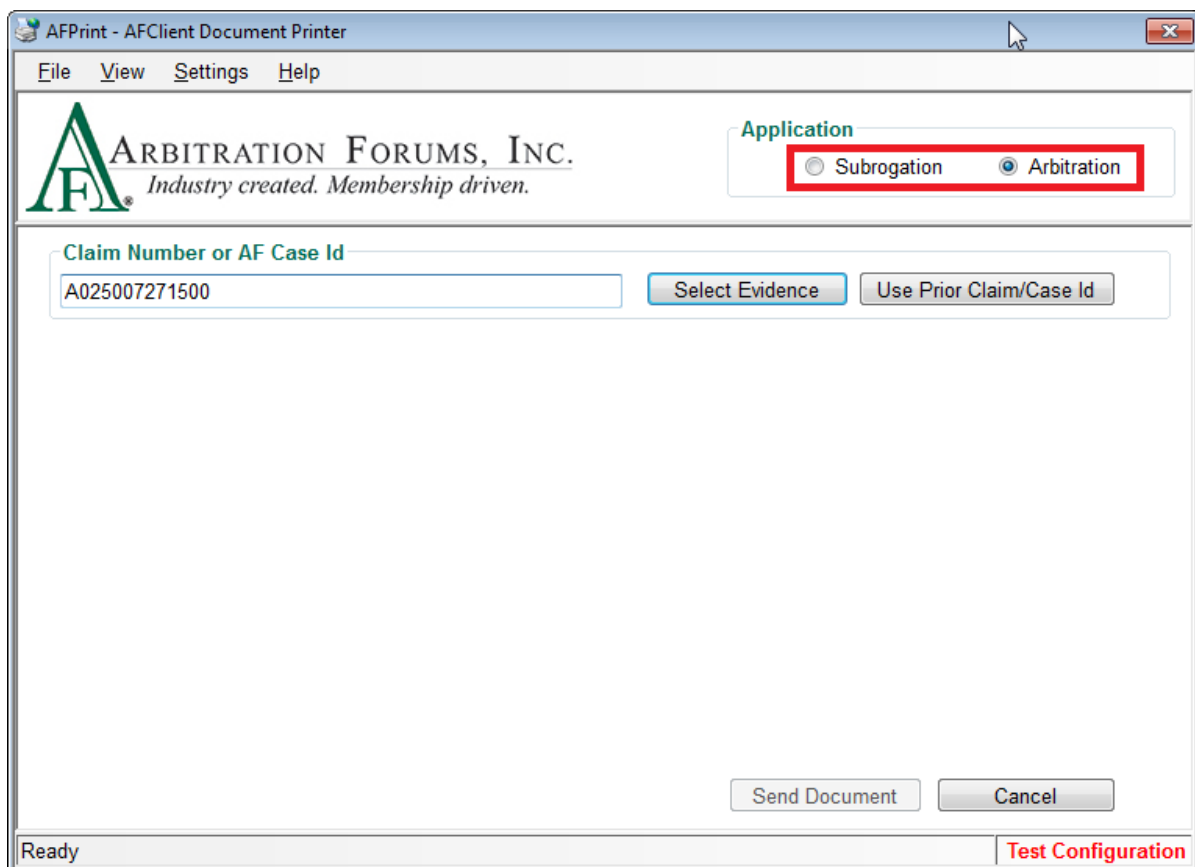 AFPrint - AFClient Document Printer
File View Settings Help
ARBITRATION FORUMS, INC.
Industry created. Membership driven.
AF®
Application
Subrogation Arbitration
Claim Number or AF Case Id
A025007271500 Select Evidence Use Prior Claim/Case Id
Send Document Cancel
Ready Test Configuration